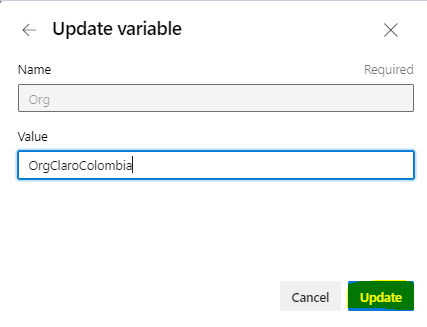 Update variable
Name Required
Org
Value
OrgClaroColombia
Cancel Update